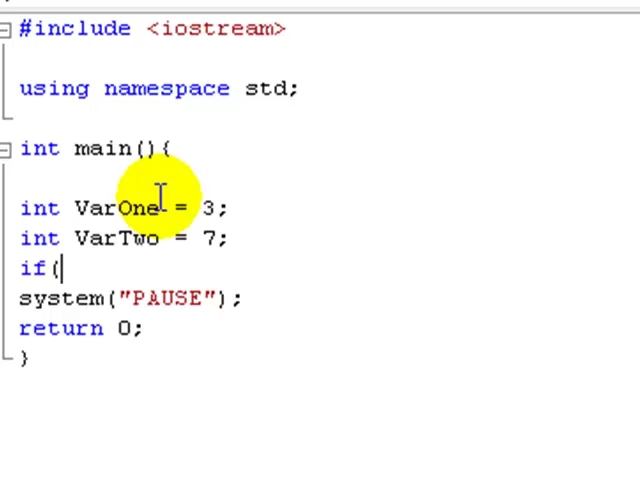 #include <iostream>
using namespace std;
int main(){
int VarOne = 3;
int VarTwo = 7;
if(
system("PAUSE");
return 0;
}